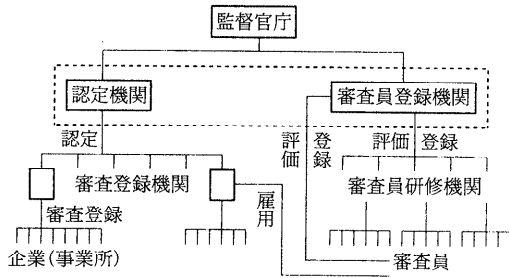 監督官庁
認定機関
審査員登録機関
認定
評価
登録
評価
登録
審査登録機関
審査員研修機関
雇用
審査登録
企業(事業所)
審査員